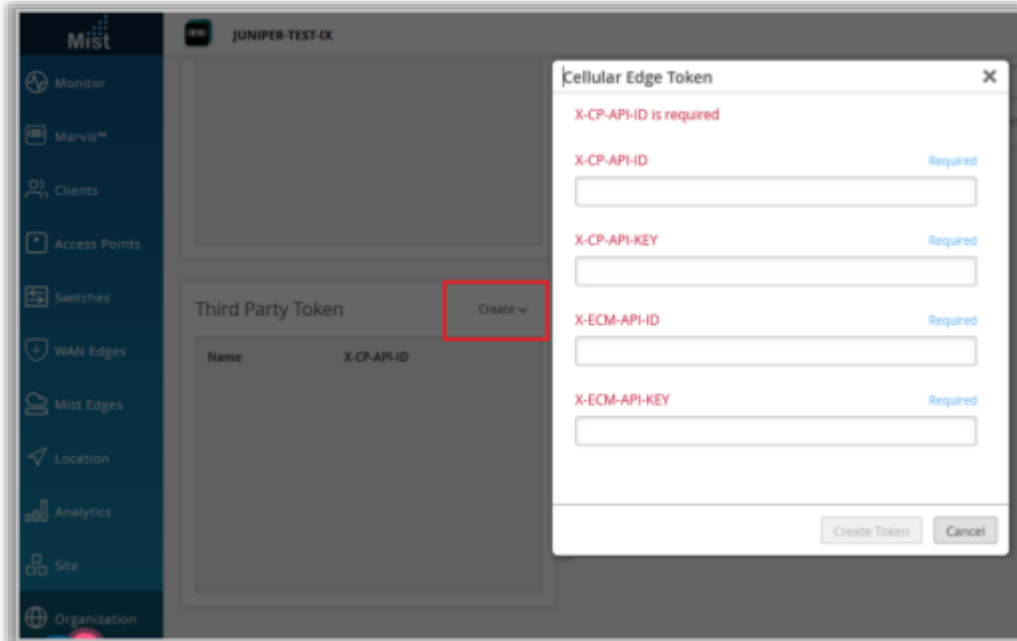 Mist
JUNIPER-TEST-IX
Monitor
Marvis™
Clients
Access Points
Switches
WAN Edges
Mist Edges
Location
Analytics
Site
Organization
Third Party Token
Create
Name X-CP-API-ID
Cellular Edge Token
X-CP-API-ID is required
X-CP-API-ID Required
X-CP-API-KEY Required
X-ECM-API-ID Required
X-ECM-API-KEY Required
Create Token Cancel